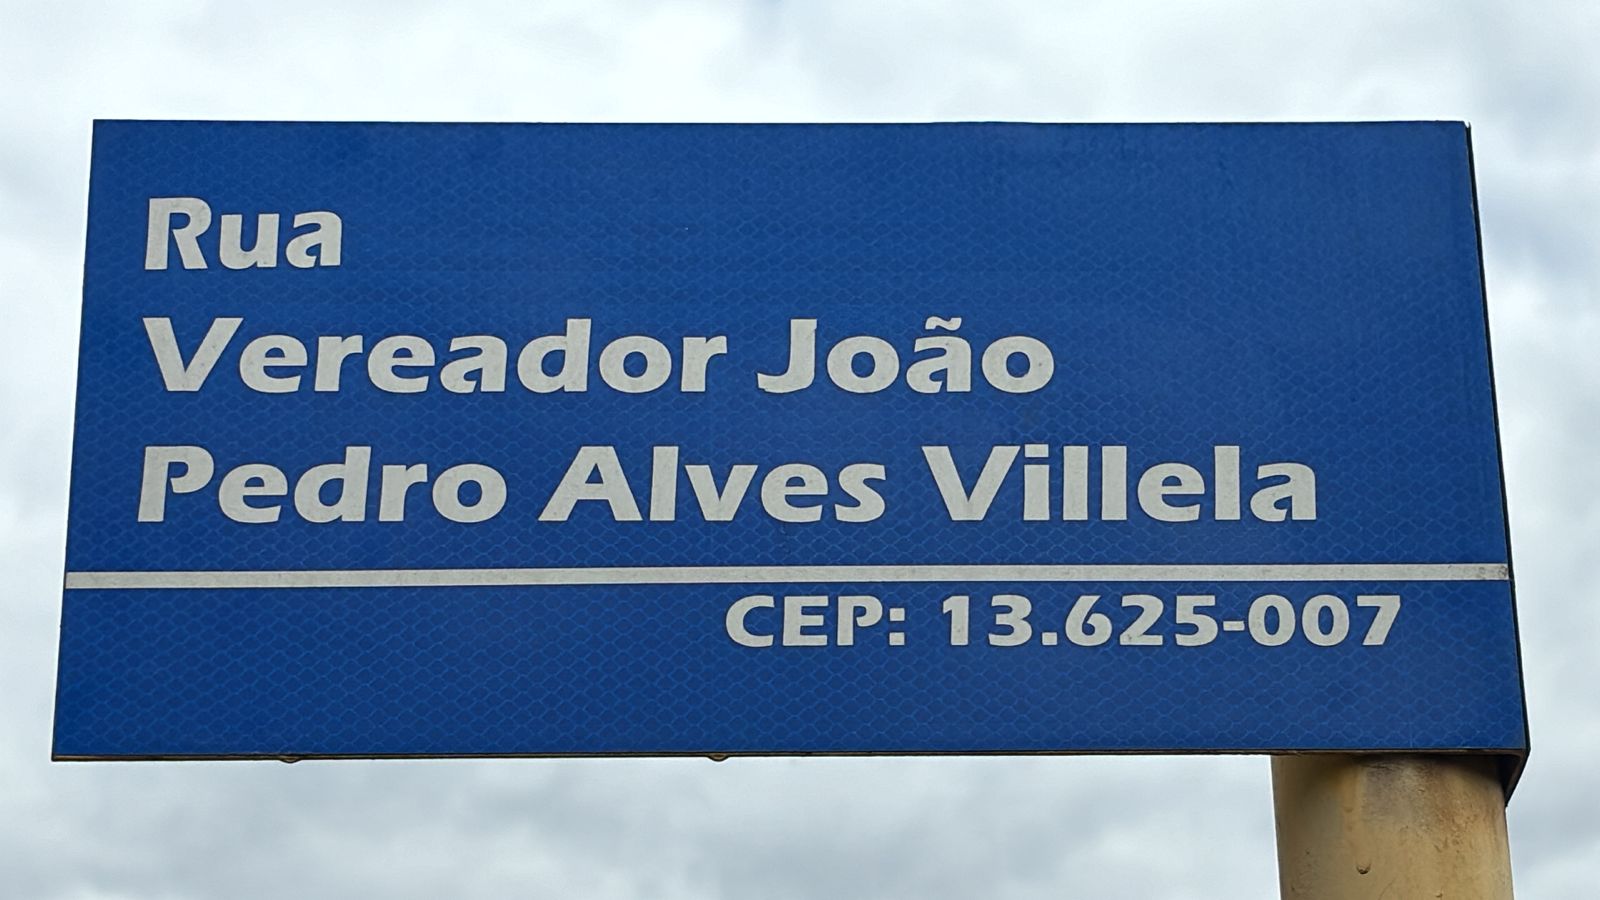 Rua
Vereador João
Pedro Alves Villela
CEP: 13.625-007